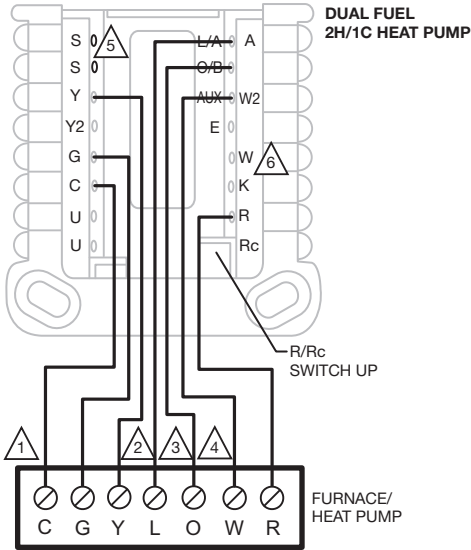 DUAL FUEL
2H/1C HEAT PUMP
S 5 L/A A
S O/B
Y AUX W2
Y2 E
G W 6
C K
U R
U Rc
R/Rc
SWITCH UP
1 2 3 4
C G Y L O W R
FURNACE/
HEAT PUMP